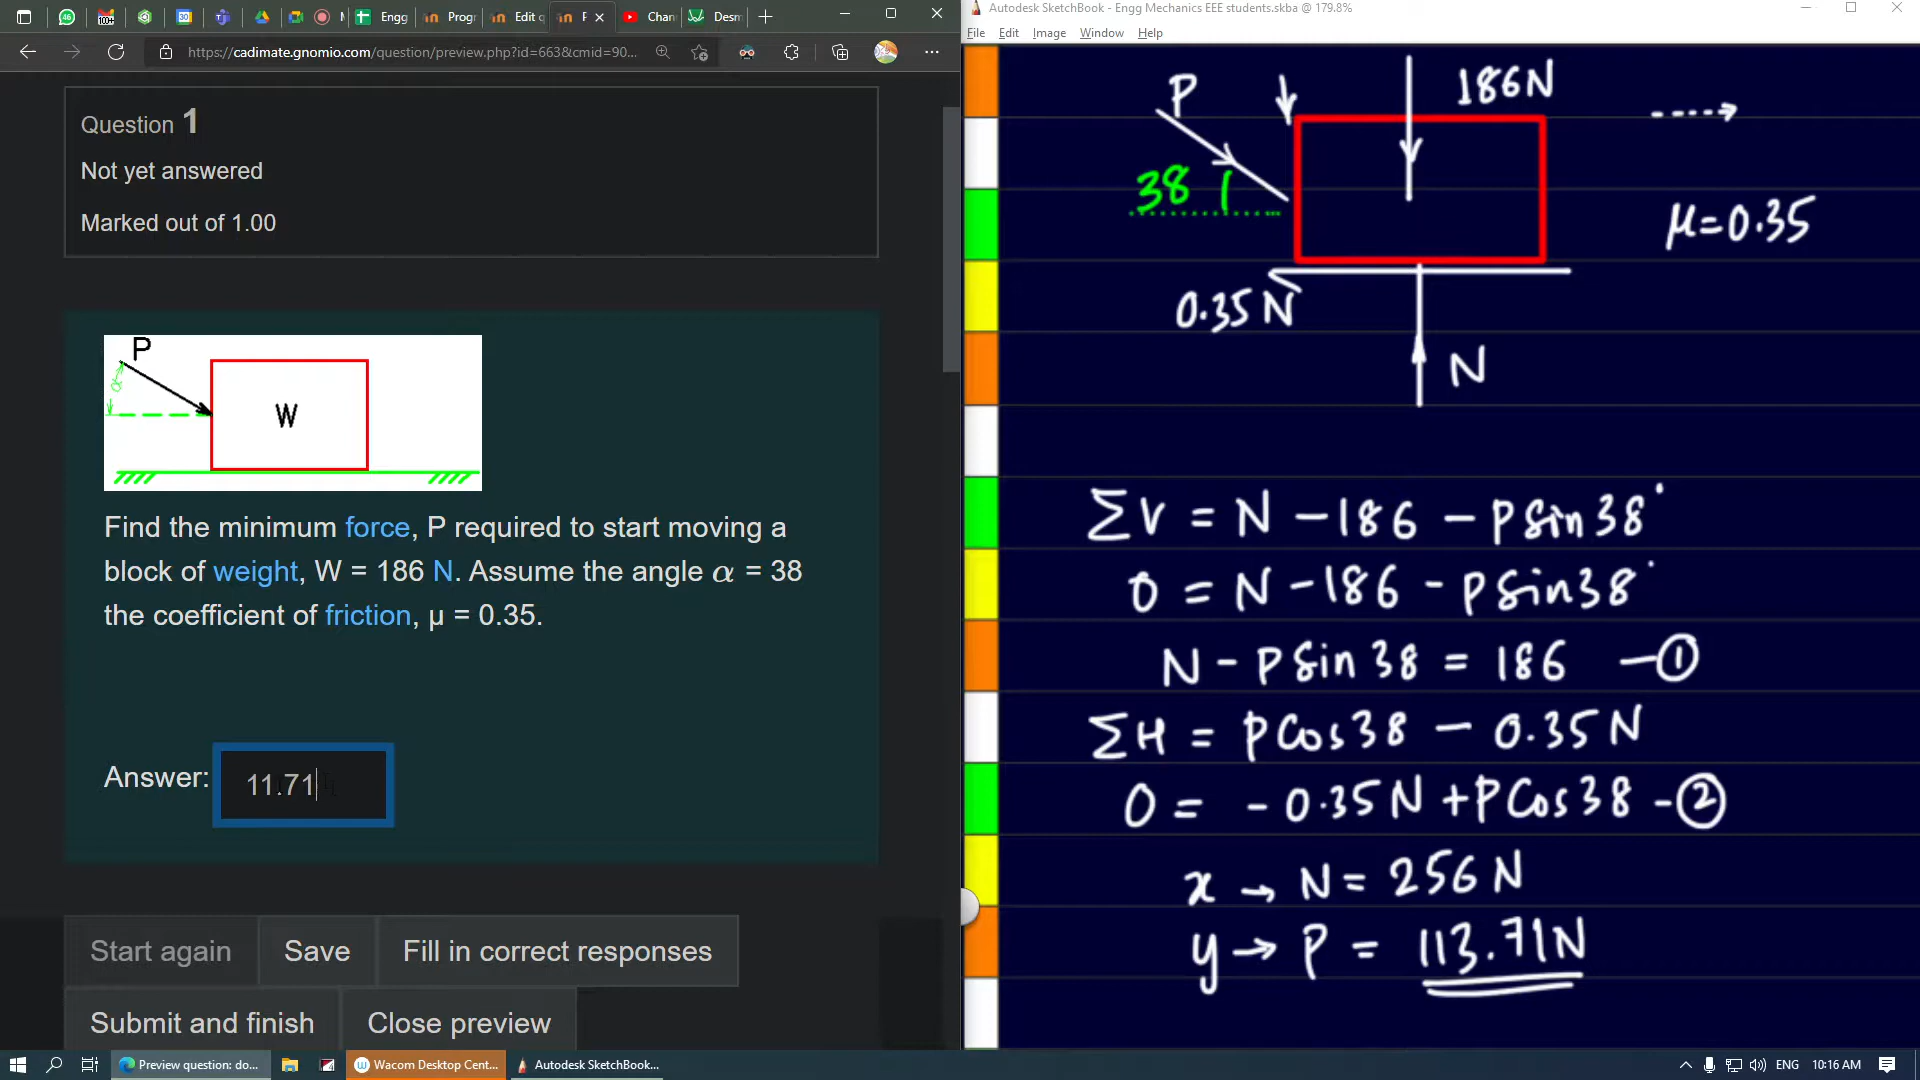 Engg
Progr
Edit q
P
Chan
Desm
https://cadimate.gnomio.com/question/preview.php?id=663&cmid=90...
Question 1
Not yet answered
Marked out of 1.00
P
α
W
Find the minimum force, P required to start moving a
block of weight, W = 186 N. Assume the angle α = 38
the coefficient of friction, μ = 0.35.
Answer: 11.71
Start again
Save
Fill in correct responses
Submit and finish
Close preview
Autodesk SketchBook - Engg Mechanics EEE students.skba @ 179.8%
File Edit Image Window Help
P
186N
38
μ=0.35
0.35 N
N
ΣV = N - 186 - P Sin 38°
0 = N - 186 - P Sin 38°
N - P Sin 38 = 186 - ①
ΣH = P Cos 38 - 0.35 N
0 = - 0.35 N + P Cos 38 - ②
x → N = 256 N
y → P = 113.71N
Preview question: do...
Wacom Desktop Cent...
Autodesk SketchBook...
ENG
10:16 AM